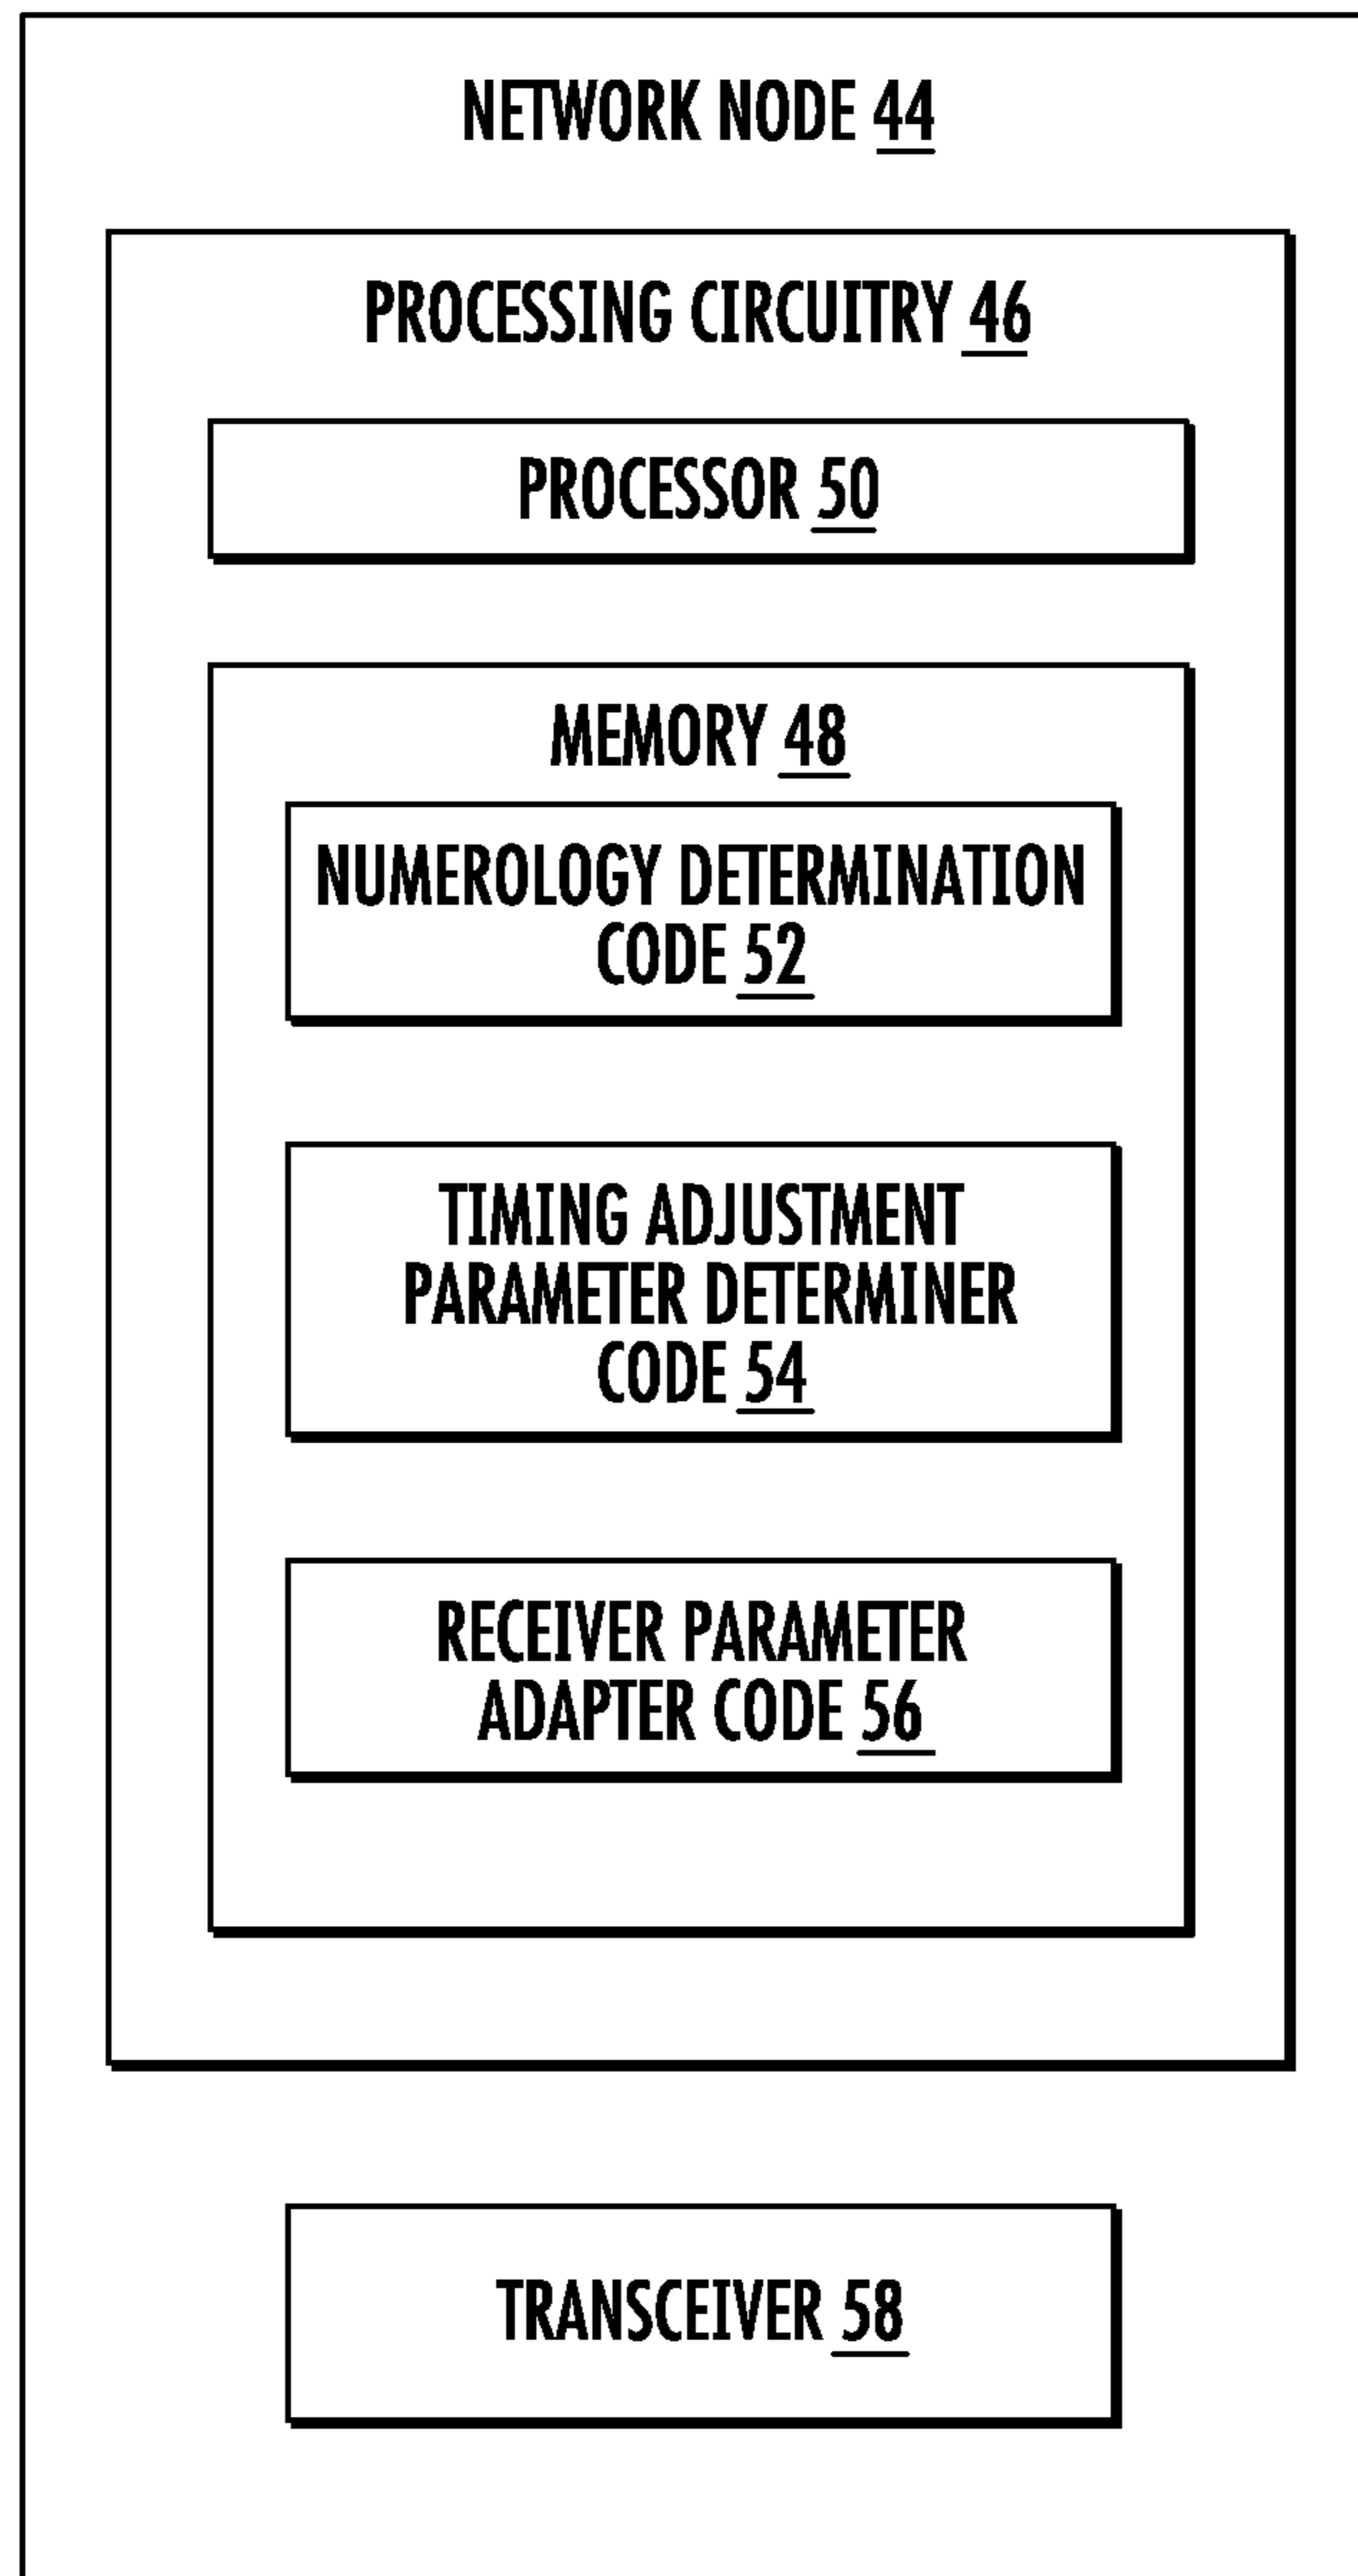 NETWORK NODE 44
PROCESSING CIRCUITRY 46
PROCESSOR 50
MEMORY 48
NUMEROLOGY DETERMINATION
CODE 52
TIMING ADJUSTMENT
PARAMETER DETERMINER
CODE 54
RECEIVER PARAMETER
ADAPTER CODE 56
TRANSCEIVER 58